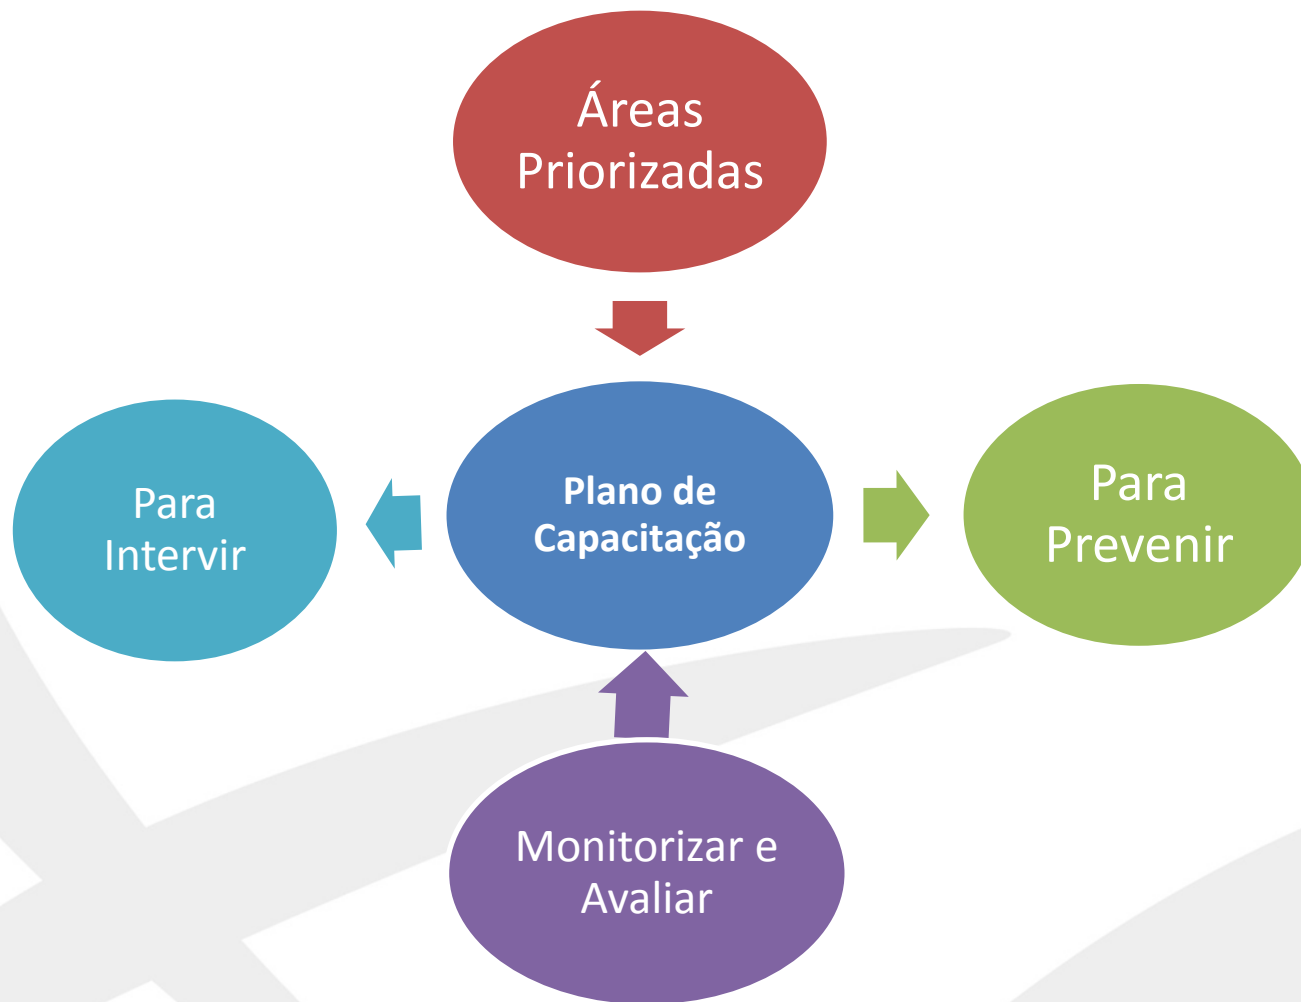 Áreas
Priorizadas
Para
Intervir
Plano de
Capacitação
Para
Prevenir
Monitorizar e
Avaliar